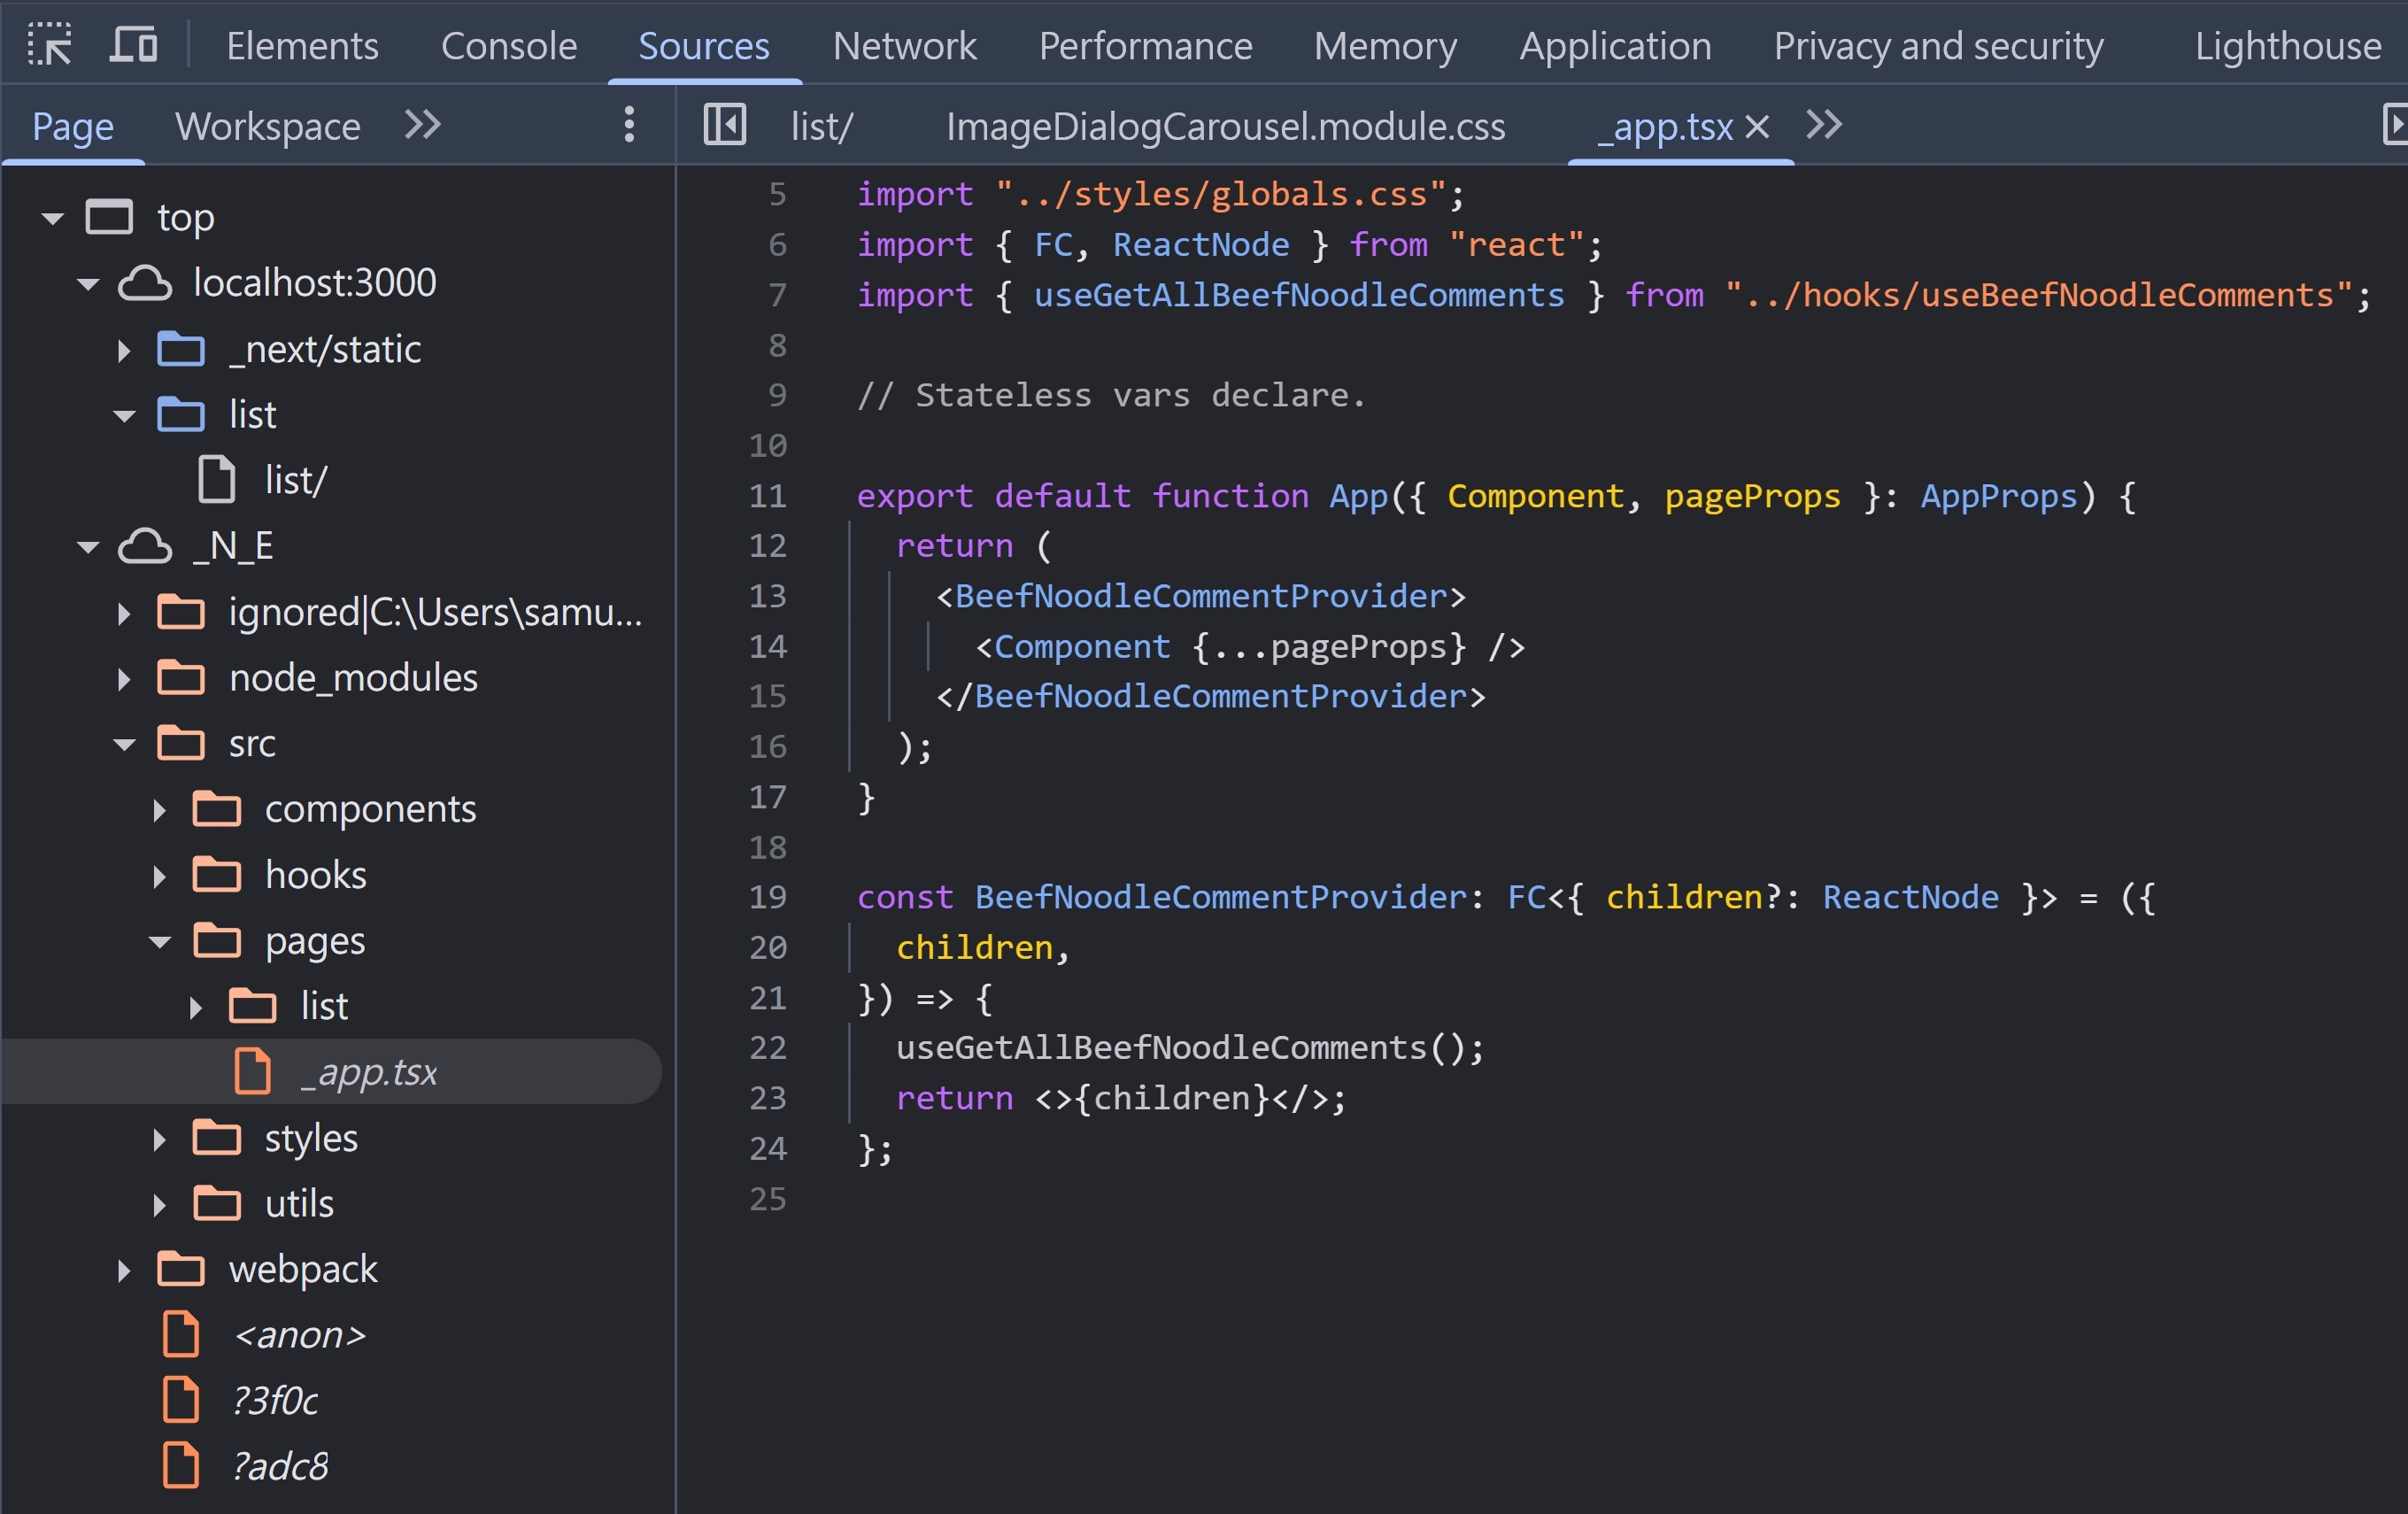 Elements Console Sources Network Performance Memory Application Privacy and security Lighthouse
Page Workspace
list/ ImageDialogCarousel.module.css _app.tsx
top
localhost:3000
_next/static
list
list/
_N_E
ignored|C:\Users\samu...
node_modules
src
components
hooks
pages
list
_app.tsx
styles
utils
webpack
<anon>
?3f0c
?adc8
5 import "../styles/globals.css";
6 import { FC, ReactNode } from "react";
7 import { useGetAllBeefNoodleComments } from "../hooks/useBeefNoodleComments";
8
9 // Stateless vars declare.
10
11 export default function App({ Component, pageProps }: AppProps) {
12   return (
13     <BeefNoodleCommentProvider>
14       <Component {...pageProps} />
15     </BeefNoodleCommentProvider>
16   );
17 }
18
19 const BeefNoodleCommentProvider: FC<{ children?: ReactNode }> = ({
20   children,
21 }) => {
22   useGetAllBeefNoodleComments();
23   return <>{children}</>;
24 };
25